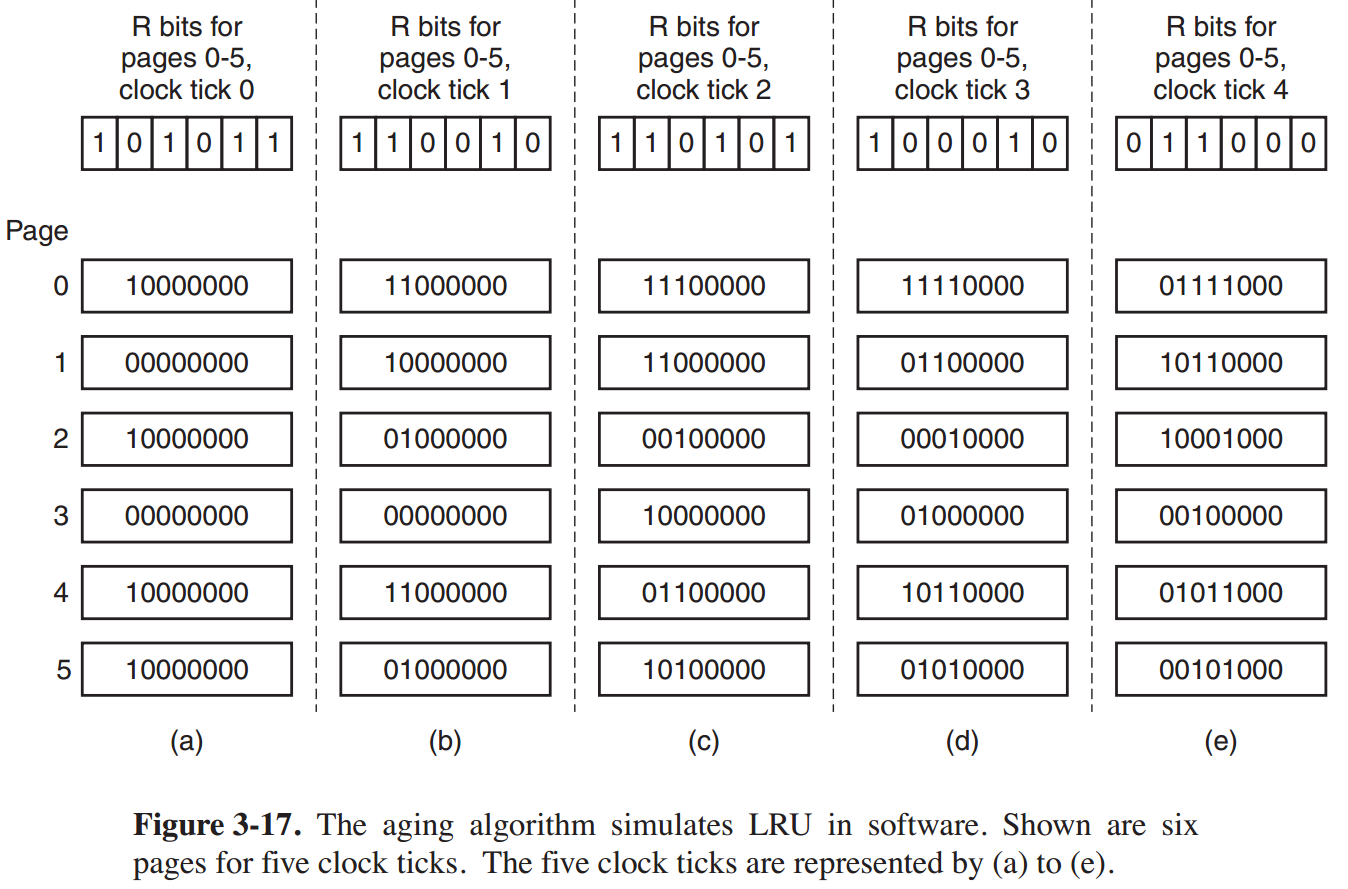 R bits for pages 0-5, clock tick 0
R bits for pages 0-5, clock tick 1
R bits for pages 0-5, clock tick 2
R bits for pages 0-5, clock tick 3
R bits for pages 0-5, clock tick 4
1 0 1 0 1 1
1 1 0 0 1 0
1 1 0 1 0 1
1 0 0 0 1 0
0 1 1 0 0 0
Page
0 10000000 11000000 11100000 11110000 01111000
1 00000000 10000000 11000000 01100000 10110000
2 10000000 01000000 00100000 00010000 10001000
3 00000000 00000000 10000000 01000000 00100000
4 10000000 11000000 01100000 10110000 01011000
5 10000000 01000000 10100000 01010000 00101000
(a) (b) (c) (d) (e)
Figure 3-17. The aging algorithm simulates LRU in software. Shown are six
pages for five clock ticks. The five clock ticks are represented by (a) to (e).